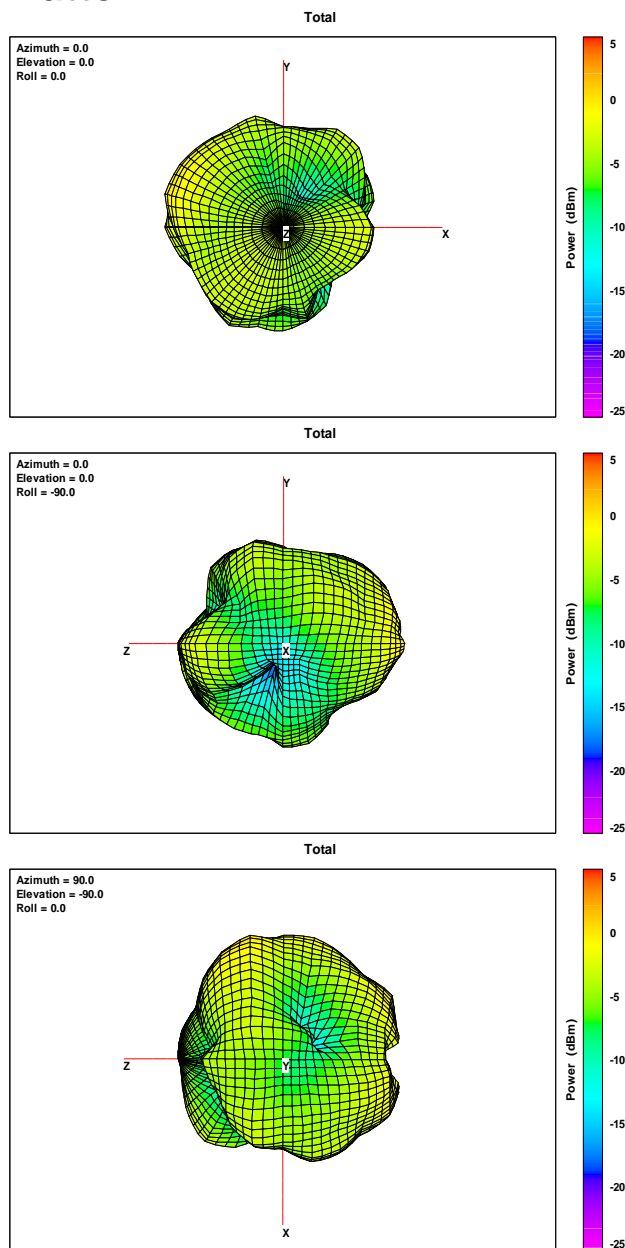 Total
Azimuth = 0.0
Elevation = 0.0
Roll = 0.0
Y
Z
X
5
0
-5
-10
-15
-20
-25
Power (dBm)
Total
Azimuth = 0.0
Elevation = 0.0
Roll = -90.0
Y
Z
X
5
0
-5
-10
-15
-20
-25
Power (dBm)
Total
Azimuth = 90.0
Elevation = -90.0
Roll = 0.0
Z
Y
X
5
0
-5
-10
-15
-20
-25
Power (dBm)